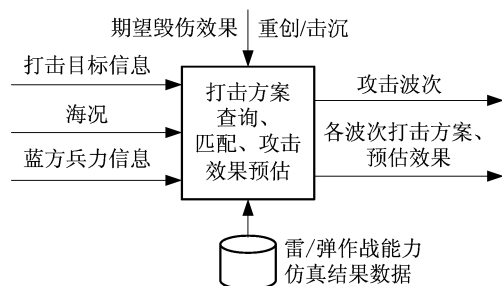 期望毁伤效果
重创/击沉
打击目标信息
海况
蓝方兵力信息
打击方案
查询、
匹配、攻击
效果预估
攻击波次
各波次打击方案、
预估效果
雷/弹作战能力
仿真结果数据